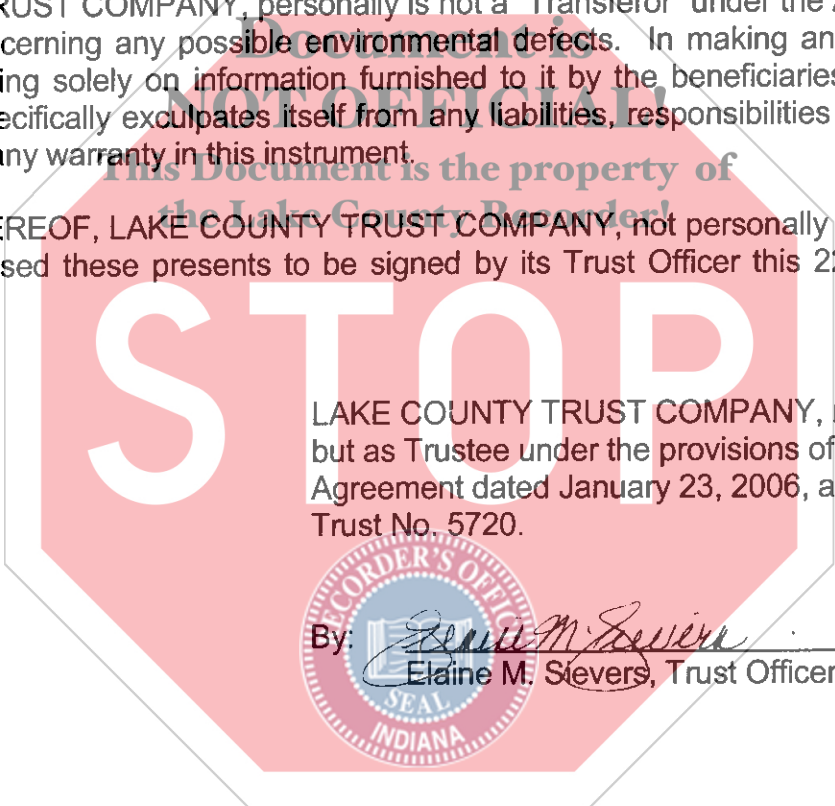 TRUST COMPANY, personally is not a "Transferor" under the
Document is
cerning any possible environmental defects. In making an
ing solely on information furnished to it by the beneficiaries
NOT OFFICIAL!
ecifically exculpates itself from any liabilities, responsibilities
any warranty in this instrument.
This Document is the property of
the Lake County Recorder!
EREOF, LAKE COUNTY TRUST COMPANY, not personally
sed these presents to be signed by its Trust Officer this 22
STOP
LAKE COUNTY TRUST COMPANY,
but as Trustee under the provisions of
Agreement dated January 23, 2006, a
Trust No. 5720.
RECORDER'S OFFICE
By: Elaine M. Sievers
Elaine M. Sievers, Trust Officer
SEAL
INDIANA